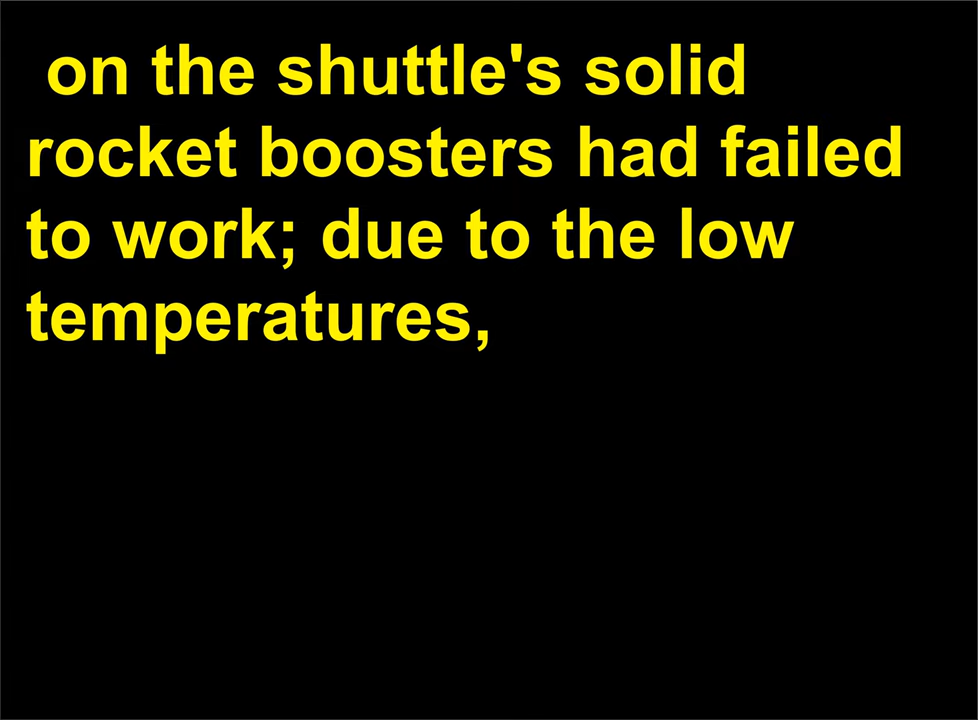 on the shuttle's solid
rocket boosters had failed
to work; due to the low
temperatures,